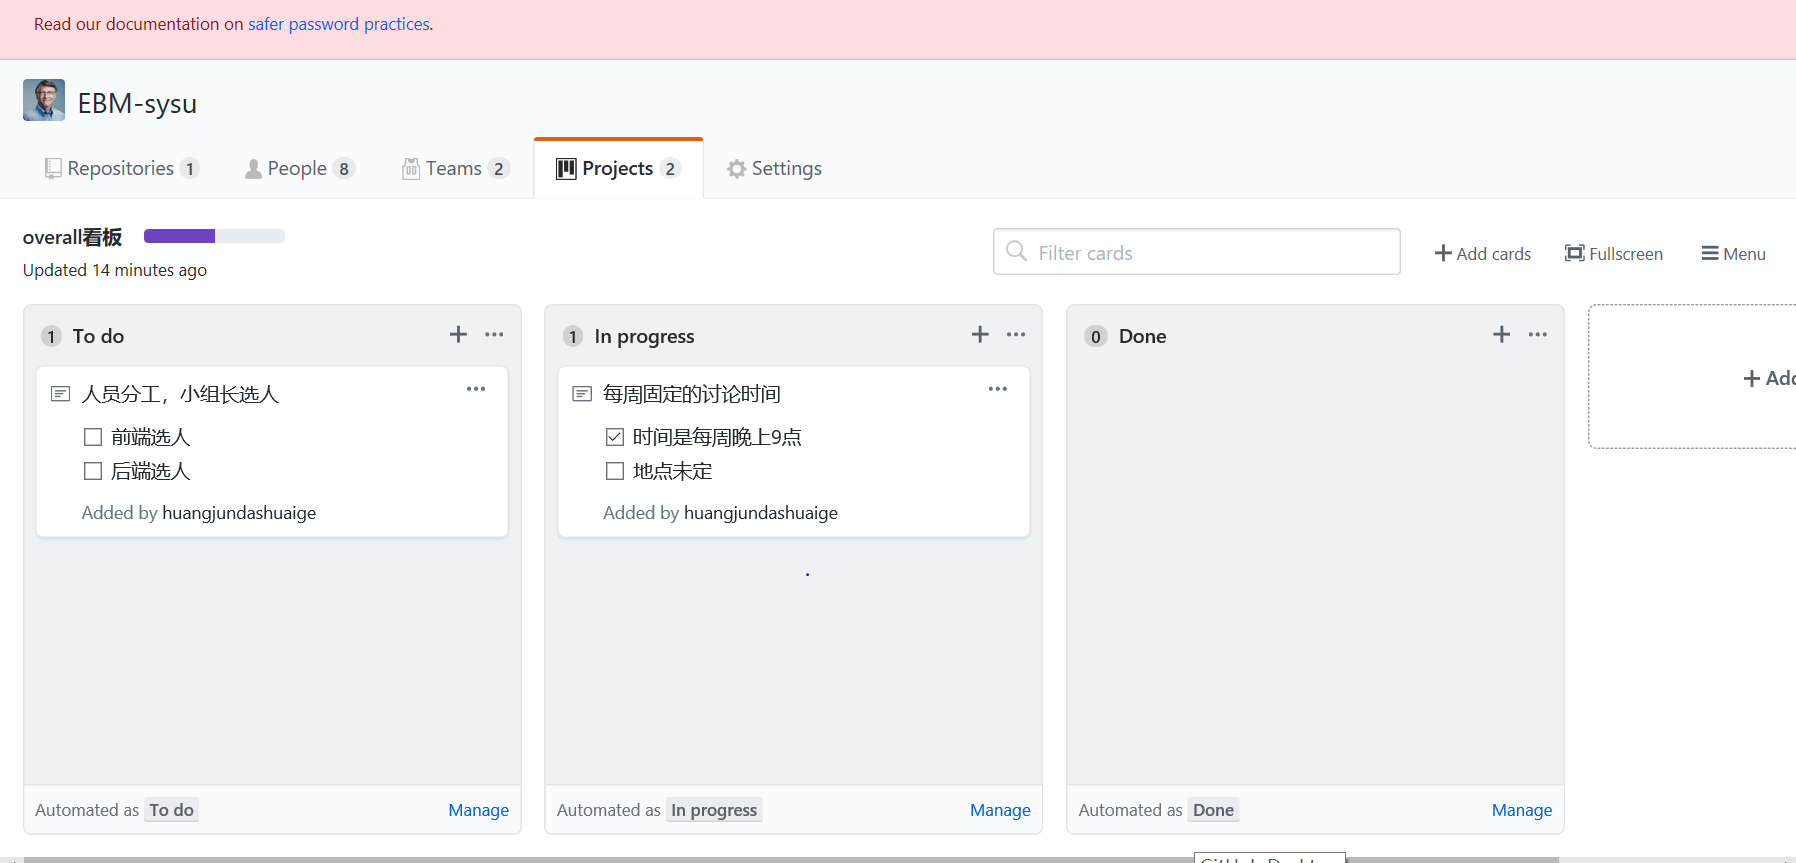 Read our documentation on safer password practices.
EBM-sysu
Repositories 1 People 8 Teams 2 Projects 2 Settings
overall看板
Updated 14 minutes ago
Filter cards
Add cards Fullscreen Menu
1 To do
人员分工，小组长选人
前端选人
后端选人
Added by huangjundashuaige
Automated as To do Manage
1 In progress
每周固定的讨论时间
时间是每周晚上9点
地点未定
Added by huangjundashuaige
Automated as In progress Manage
0 Done
Automated as Done Manage